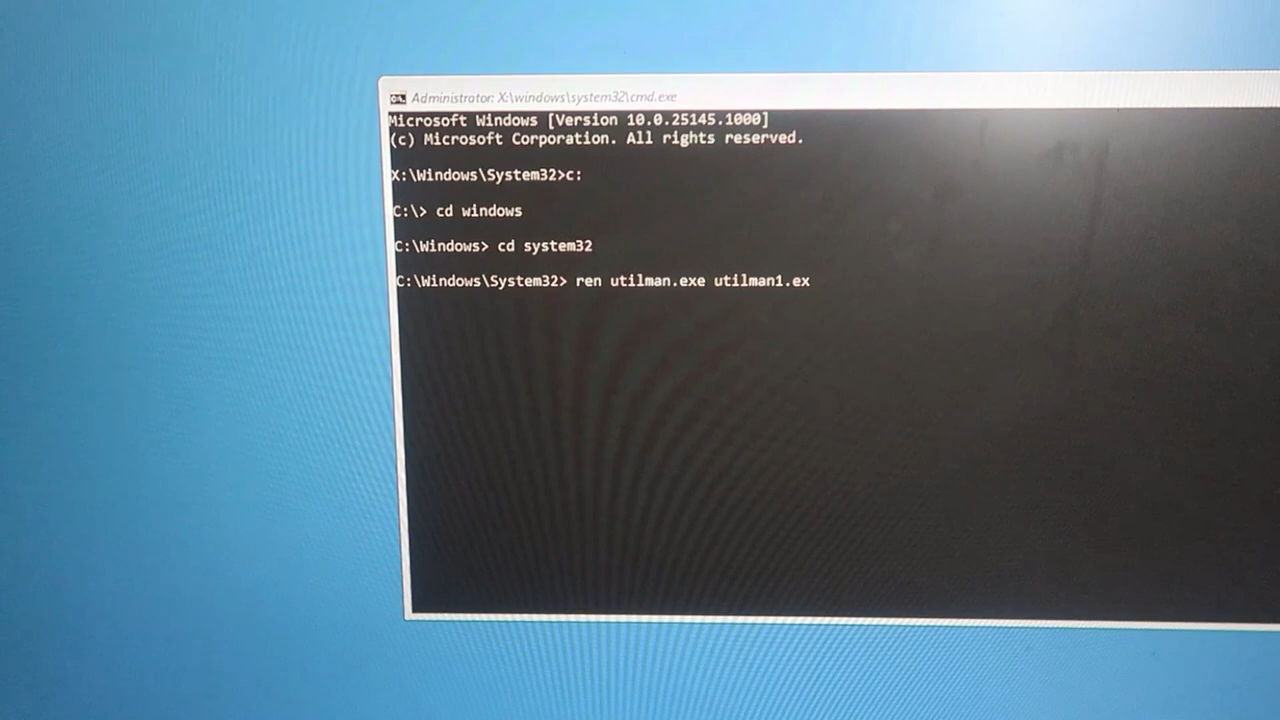 Administrator: X:\windows\system32\cmd.exe
Microsoft Windows [Version 10.0.25145.1000]
(c) Microsoft Corporation. All rights reserved.
X:\Windows\System32>c:
C:\> cd windows
C:\Windows> cd system32
C:\Windows\System32> ren utilman.exe utilman1.ex